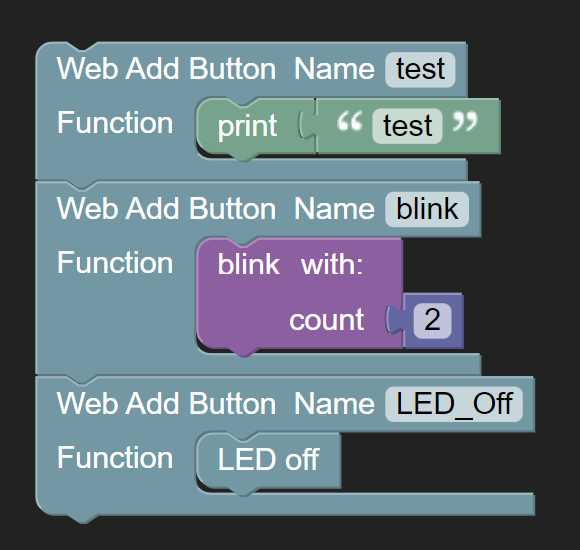 Web Add Button Name test
Function print “ test ”
Web Add Button Name blink
Function blink with:
count 2
Web Add Button Name LED_Off
Function LED off